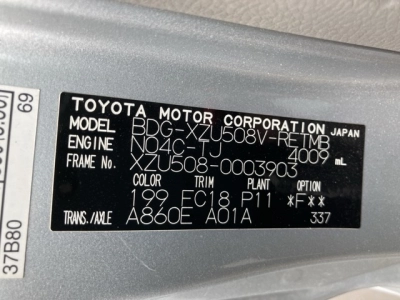 TOYOTA MOTOR CORPORATION JAPAN
MODEL BDG-XZU508V-RETMB
ENGINE N04C-TJ 4009 mL
FRAME No. XZU508-0003903
COLOR TRIM PLANT
199 FC18 P11 *F**
TRANS./AXLE A860E A01A 337
37B80
69